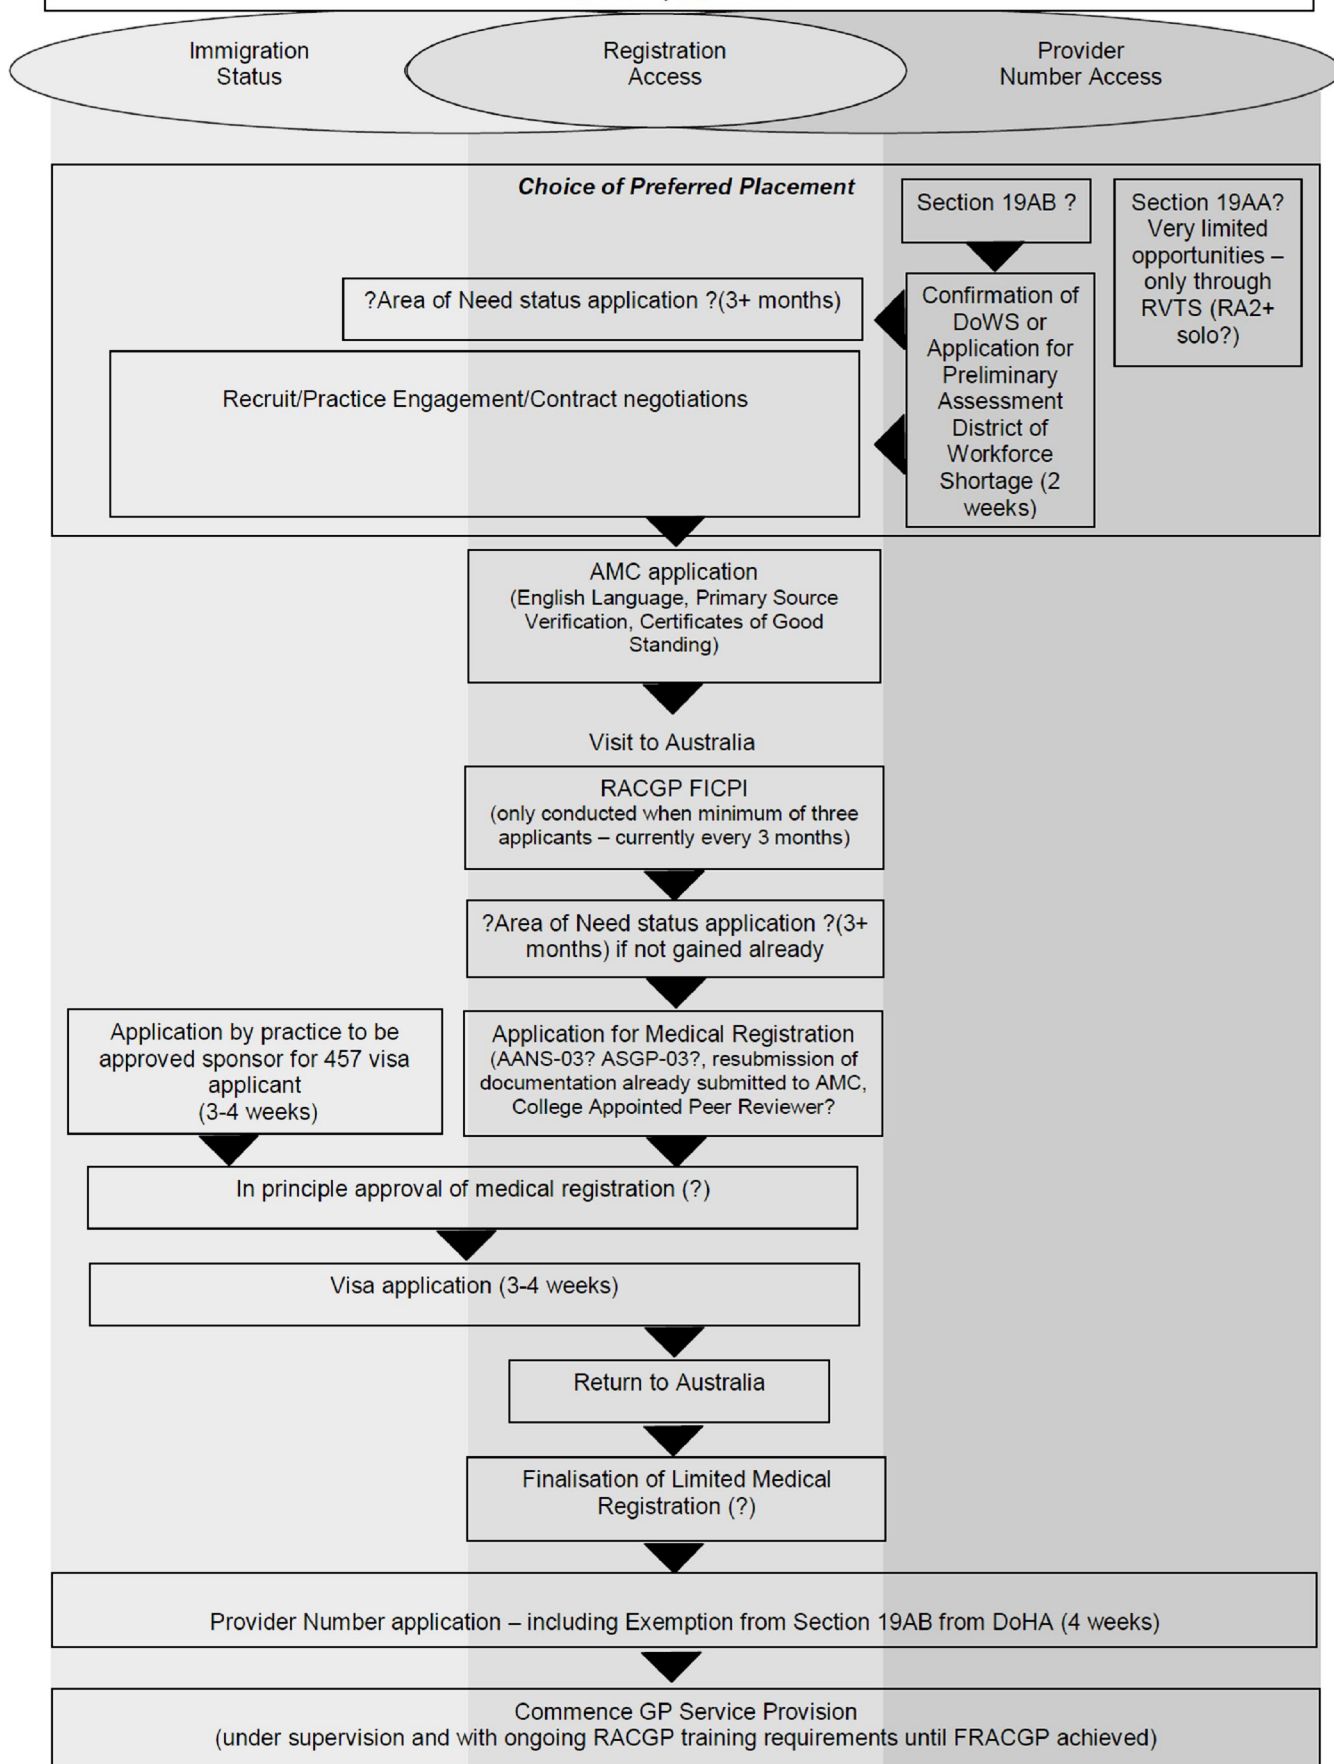 Immigration
Status
Registration
Access
Provider
Number Access
Choice of Preferred Placement
Section 19AB ?
Section 19AA?
Very limited
opportunities –
only through
RVTS (RA2+
solo?)
?Area of Need status application ?(3+ months)
Confirmation of
DoWS or
Application for
Preliminary
Assessment
District of
Workforce
Shortage (2
weeks)
Recruit/Practice Engagement/Contract negotiations
AMC application
(English Language, Primary Source
Verification, Certificates of Good
Standing)
Visit to Australia
RACGP FICPI
(only conducted when minimum of three
applicants – currently every 3 months)
?Area of Need status application ?(3+
months) if not gained already
Application by practice to be
approved sponsor for 457 visa
applicant
(3-4 weeks)
Application for Medical Registration
(AANS-03? ASGP-03?, resubmission of
documentation already submitted to AMC,
College Appointed Peer Reviewer?
In principle approval of medical registration (?)
Visa application (3-4 weeks)
Return to Australia
Finalisation of Limited Medical
Registration (?)
Provider Number application – including Exemption from Section 19AB from DoHA (4 weeks)
Commence GP Service Provision
(under supervision and with ongoing RACGP training requirements until FRACGP achieved)